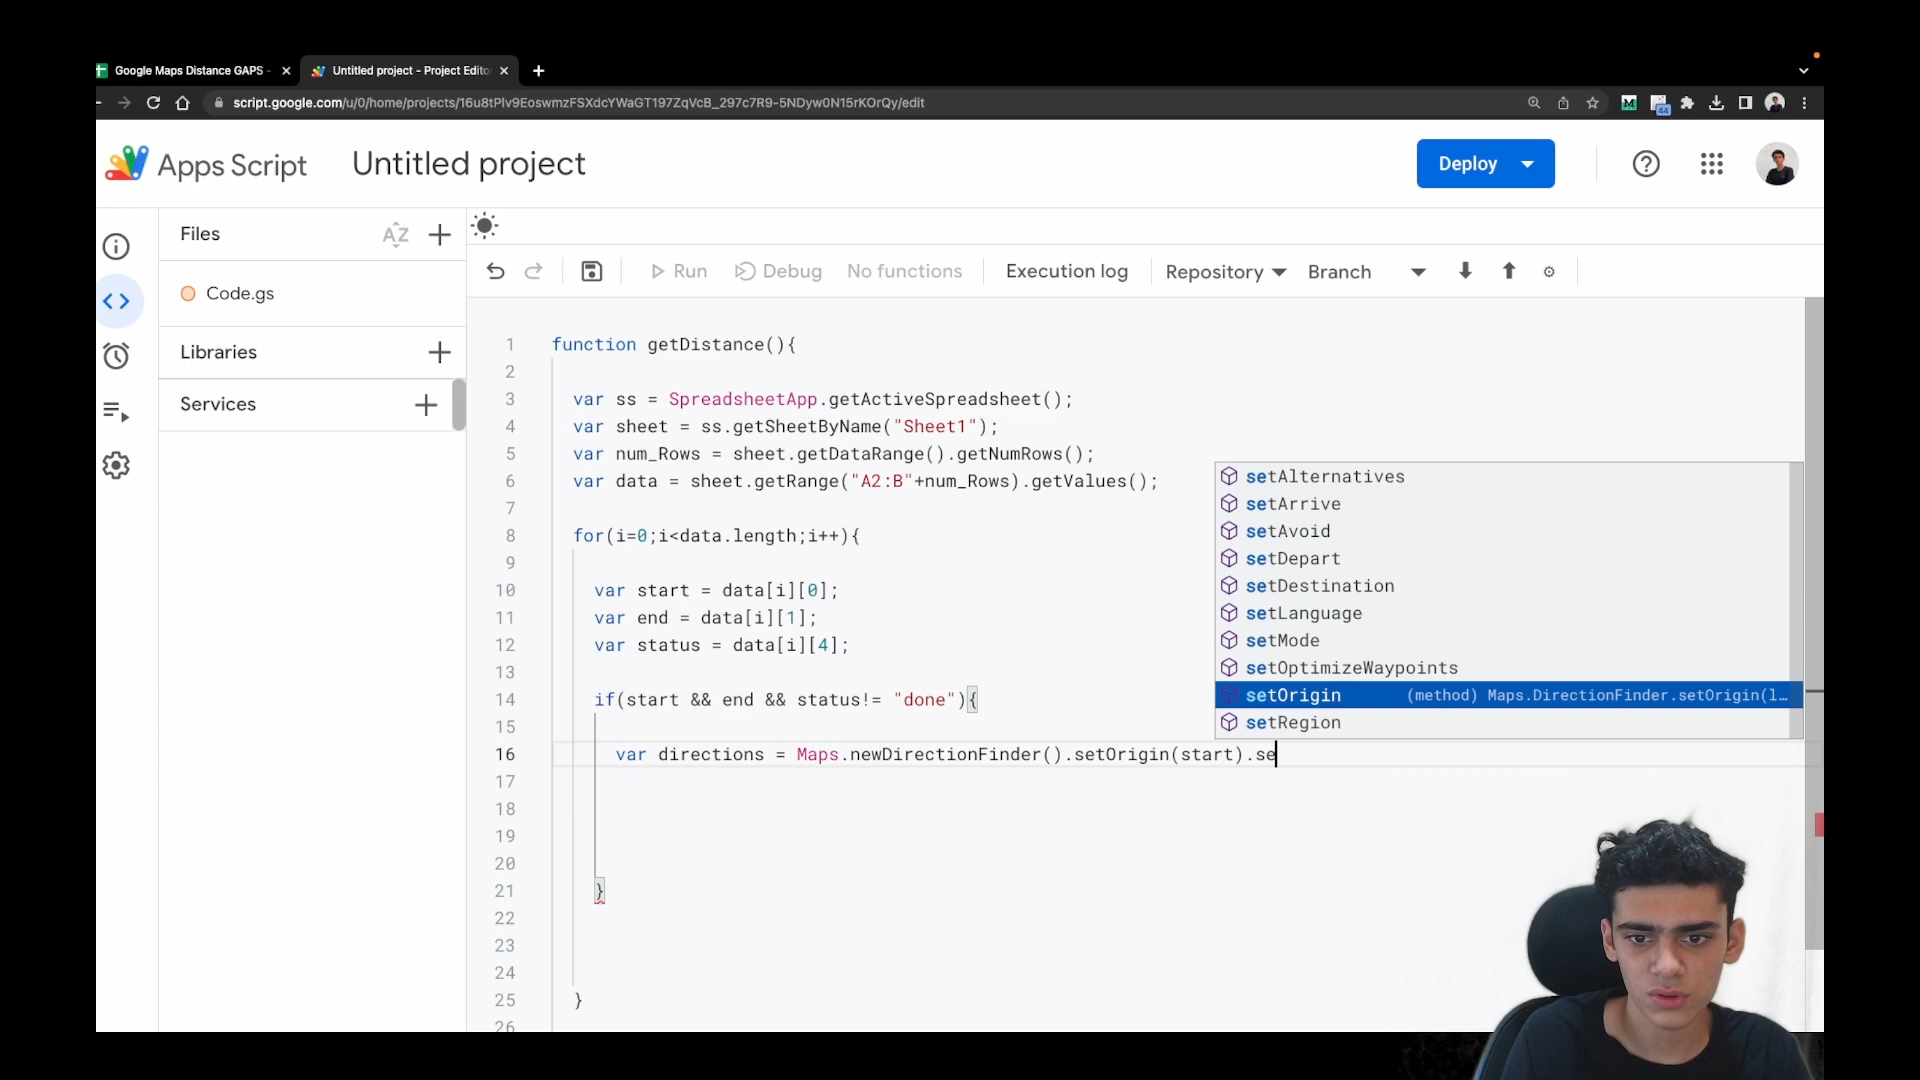 Google Maps Distance GAPS -
Untitled project - Project Edito
script.google.com/u/0/home/projects/16u8tPlv9EoswmzFSXdcYWaGT197ZqVcB_297c7R9-5NDyw0N15rKOrQy/edit
44
Apps Script
Untitled project
Deploy
Files
AZ
Code.gs
Libraries
Services
Run
Debug
No functions
Execution log
Repository
Branch
1 function getDistance(){
2
3 var ss = SpreadsheetApp.getActiveSpreadsheet();
4 var sheet = ss.getSheetByName("Sheet1");
5 var num_Rows = sheet.getDataRange().getNumRows();
6 var data = sheet.getRange("A2:B"+num_Rows).getValues();
7
8 for(i=0;i<data.length;i++){
9
10 var start = data[i][0];
11 var end = data[i][1];
12 var status = data[i][4];
13
14 if(start && end && status!= "done"){
15
16 var directions = Maps.newDirectionFinder().setOrigin(start).se
17
18
19
20
21 }
22
23
24
25 }
26
setAlternatives
setArrive
setAvoid
setDepart
setDestination
setLanguage
setMode
setOptimizeWaypoints
setOrigin (method) Maps.DirectionFinder.setOrigin(l…
setRegion